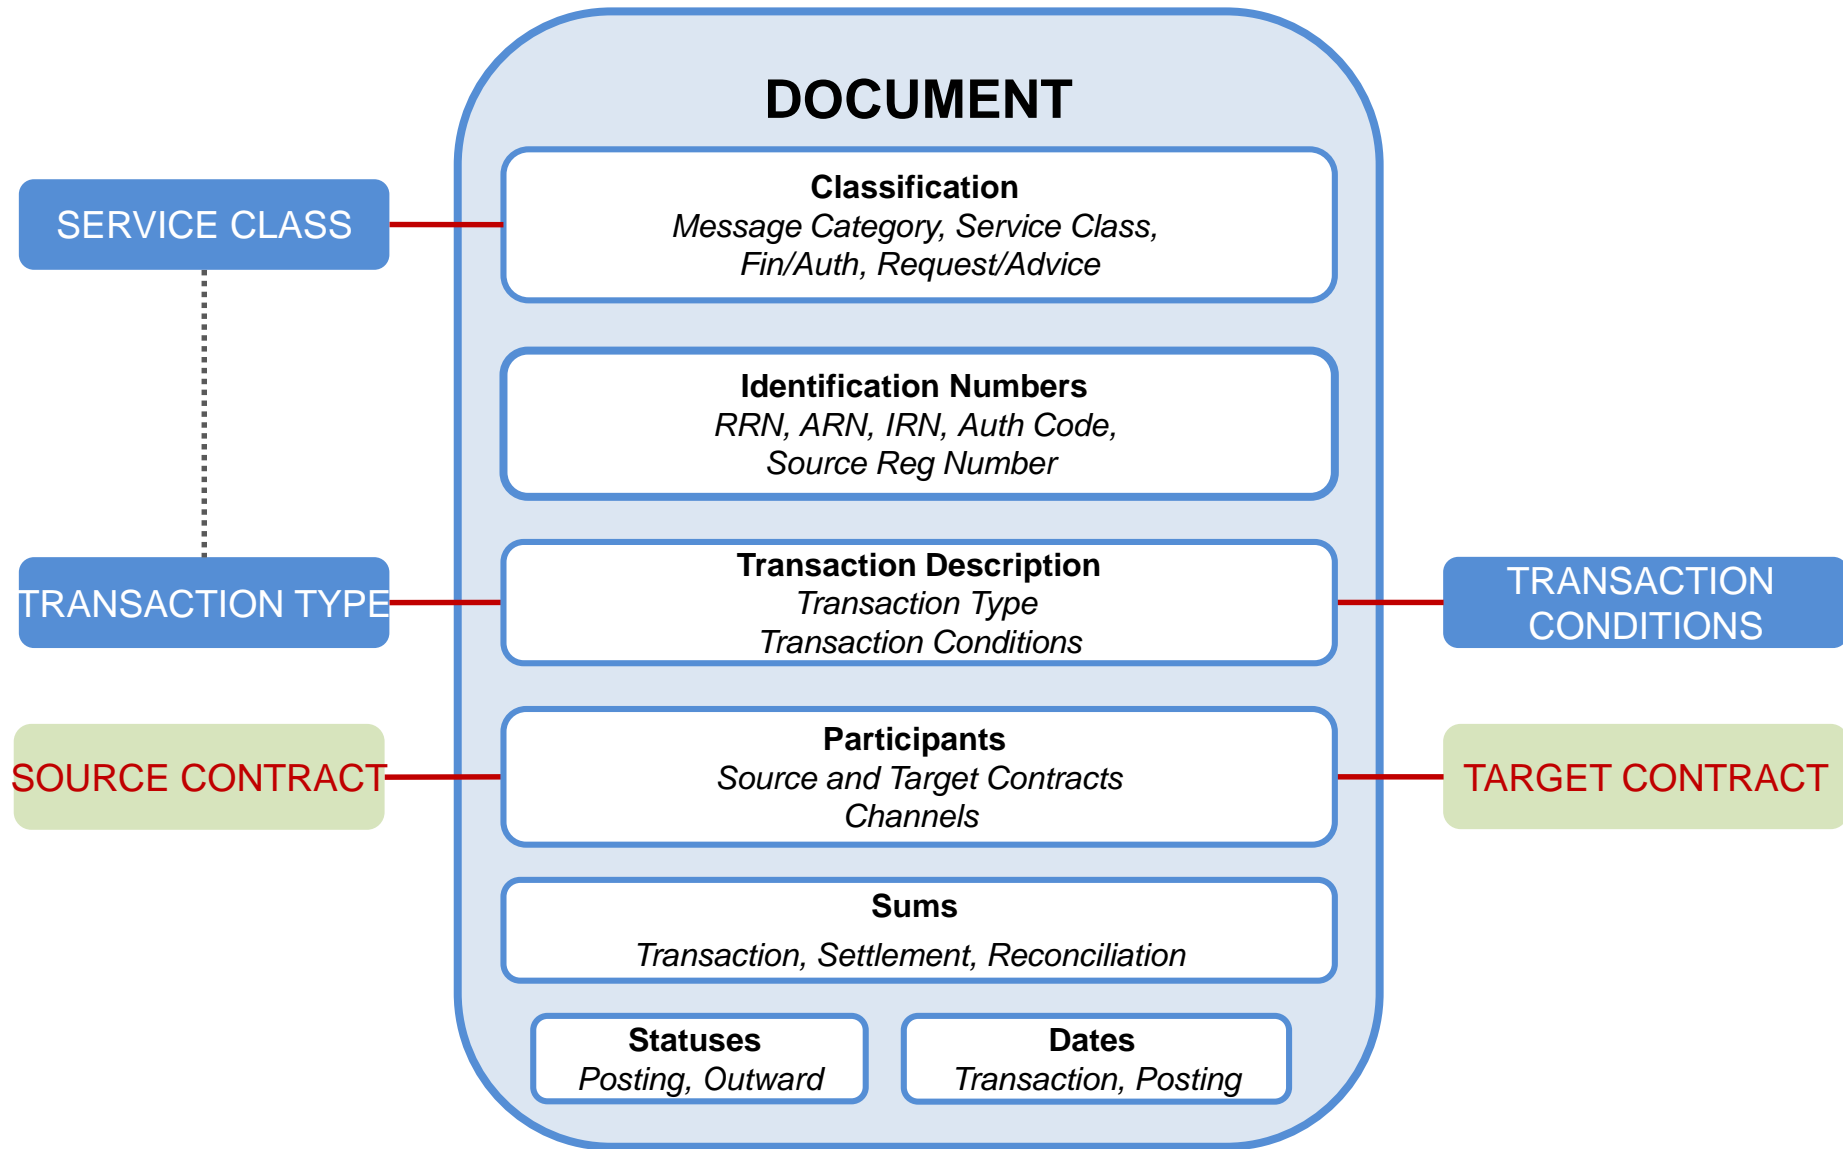 DOCUMENT
SERVICE CLASS
Classification
Message Category, Service Class,
Fin/Auth, Request/Advice
Identification Numbers
RRN, ARN, IRN, Auth Code,
Source Reg Number
TRANSACTION TYPE
Transaction Description
Transaction Type
Transaction Conditions
TRANSACTION
CONDITIONS
SOURCE CONTRACT
Participants
Source and Target Contracts
Channels
TARGET CONTRACT
Sums
Transaction, Settlement, Reconciliation
Statuses
Posting, Outward
Dates
Transaction, Posting